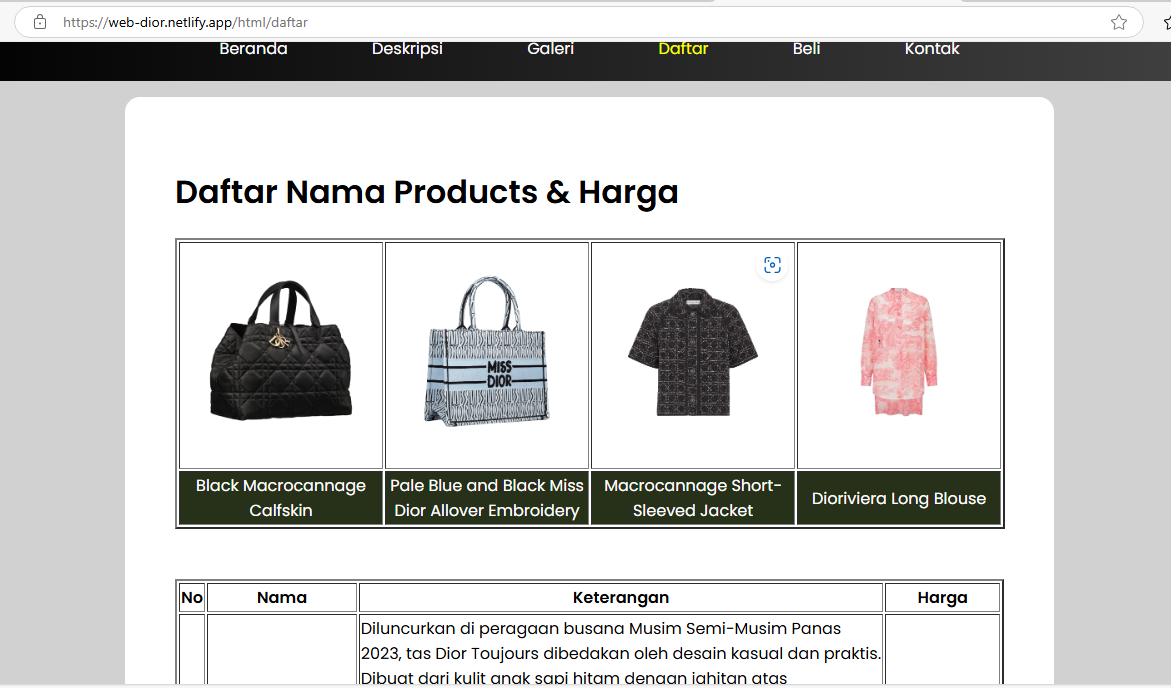 https://web-dior.netlify.app/html/daftar
Beranda Deskripsi Galeri Daftar Beli Kontak
Daftar Nama Products & Harga
MISS
DIOR
Black Macrocannage
Calfskin
Pale Blue and Black Miss
Dior Allover Embroidery
Macrocannage Short-
Sleeved Jacket
Dioriviera Long Blouse
No Nama Keterangan Harga
Diluncurkan di peragaan busana Musim Semi-Musim Panas
2023, tas Dior Toujours dibedakan oleh desain kasual dan praktis.
Dibuat dari kulit anak sapi hitam dengan jahitan atas